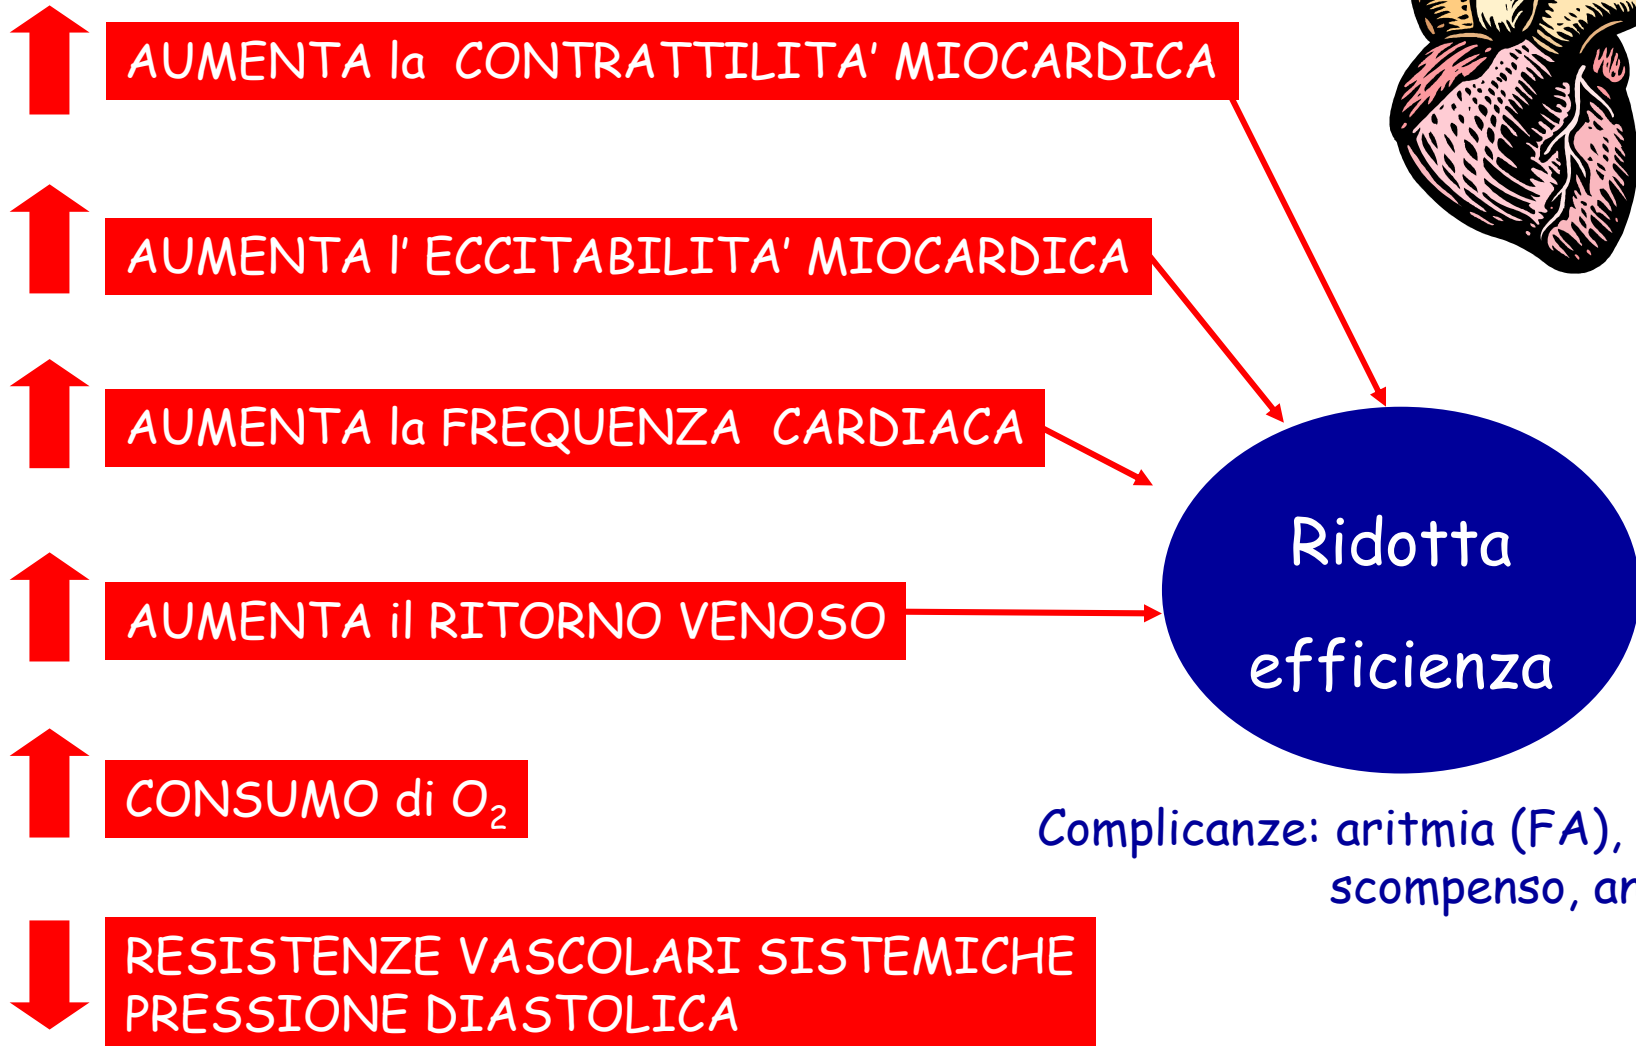 AUMENTA la CONTRATTILITA' MIOCARDICA
AUMENTA l' ECCITABILITA' MIOCARDICA
AUMENTA la FREQUENZA CARDIACA
Ridotta
efficienza
AUMENTA il RITORNO VENOSO
CONSUMO di O₂
Complicanze: aritmia (FA),
scompenso,
RESISTENZE VASCOLARI SISTEMICHE
PRESSIONE DIASTOLICA